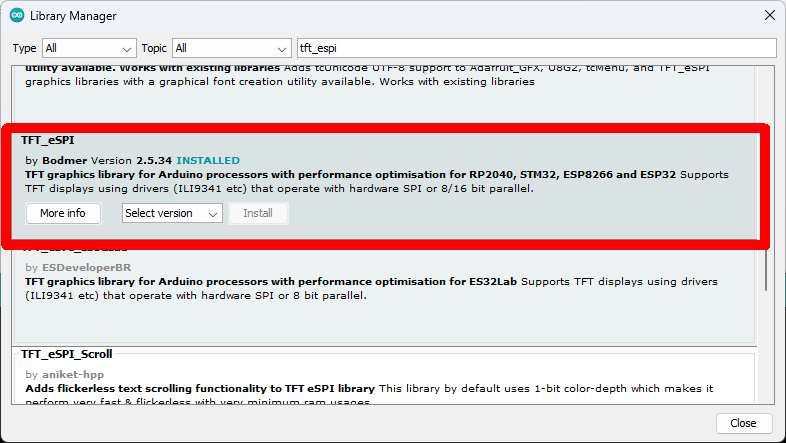 Library Manager
Type All Topic All tft_espi
utility available. Works with existing libraries Adds tcUnicode UTF-8 support to Adafruit_GFX, U8G2, tcMenu, and TFT_eSPI
graphics libraries with a graphical font creation utility available. Works with existing libraries
TFT_eSPI
by Bodmer Version 2.5.34 INSTALLED
TFT graphics library for Arduino processors with performance optimisation for RP2040, STM32, ESP8266 and ESP32 Supports
TFT displays using drivers (ILI9341 etc) that operate with hardware SPI or 8/16 bit parallel.
More info Select version Install
by ESDeveloperBR
TFT graphics library for Arduino processors with performance optimisation for ES32Lab Supports TFT displays using drivers
(ILI9341 etc) that operate with hardware SPI or 8 bit parallel.
TFT_eSPI_Scroll
by aniket-hpp
Adds flickerless text scrolling functionality to TFT eSPI library This library by default uses 1-bit color-depth which makes it
perform very fast & flickerless with very minimum ram usages
Close